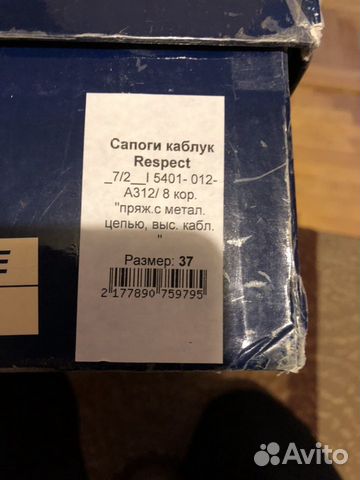 Сапоги каблук
Respect
_7/2__I 5401- 012-
A312/ 8 кор.
"пряж.с метал.
цепью, выс. кабл.
"
Размер: 37
2 177890 759795
E
Avito